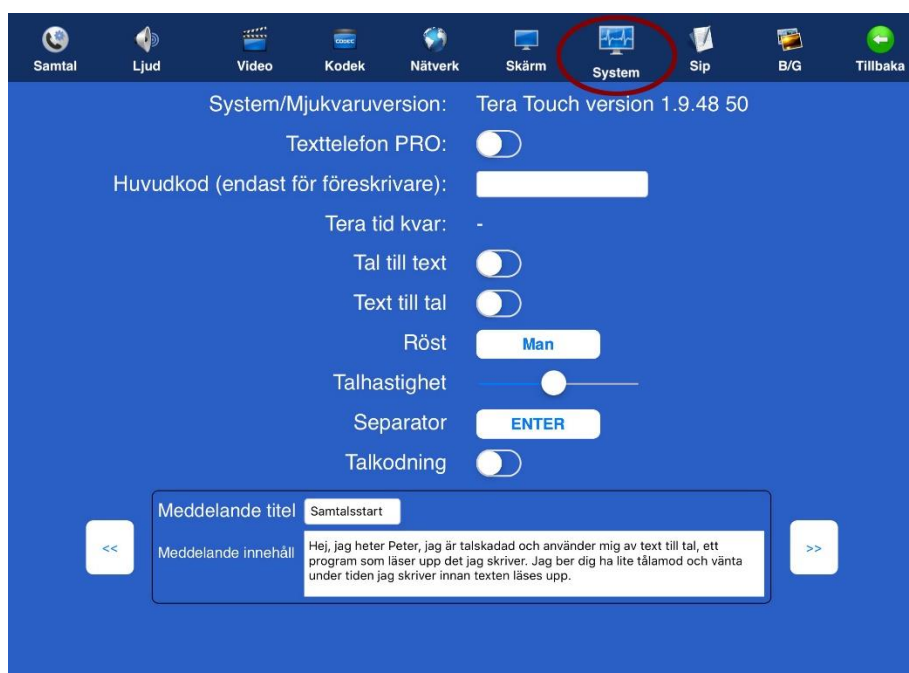 Samtal Ljud Video Kodek Nätverk Skärm System Sip B/G Tillbaka
CODEC
System/Mjukvaruversion: Tera Touch version 1.9.48 50
Texttelefon PRO:
Huvudkod (endast för föreskrivare):
Tera tid kvar: -
Tal till text
Text till tal
Röst Man
Talhastighet
Separator ENTER
Talkodning
Meddelande titel Samtalsstart
<< Meddelande innehåll Hej, jag heter Peter, jag är talskadad och använder mig av text till tal, ett >>
program som läser upp det jag skriver. Jag ber dig ha lite tålamod och vänta
under tiden jag skriver innan texten läses upp.